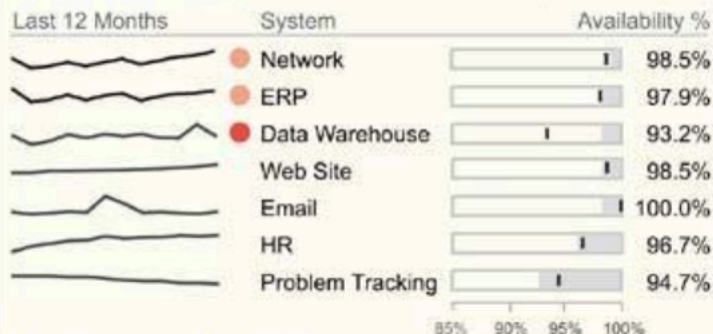 Last 12 Months System Availability %
Network 98.5%
ERP 97.9%
Data Warehouse 93.2%
Web Site 98.5%
Email 100.0%
HR 96.7%
Problem Tracking 94.7%
85% 90% 95% 100%